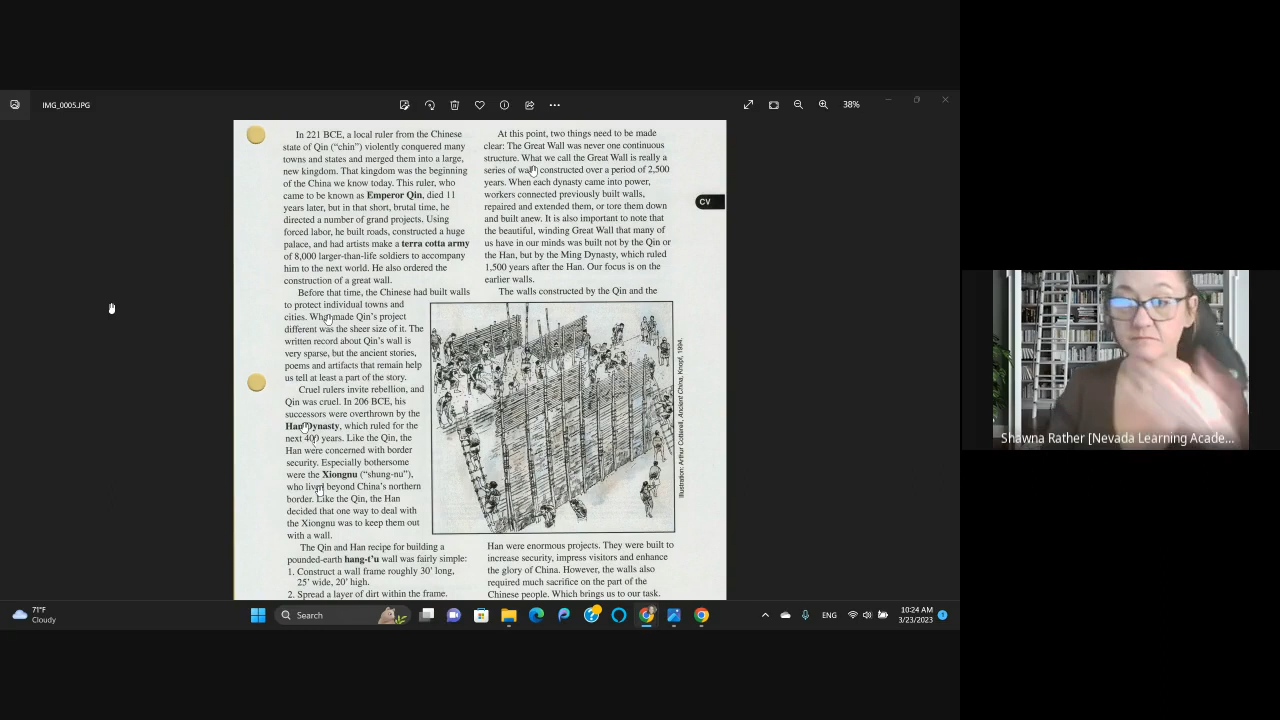 IMG_0005.JPG
38%
In 221 BCE, a local ruler from the Chinese
state of Qin (“chin”) violently conquered many
towns and states and merged them into a large,
new kingdom. That kingdom was the beginning
of the China we know today. This ruler, who
came to be known as Emperor Qin, died 11
years later, but in that short, brutal time, he
directed a number of grand projects. Using
forced labor, he built roads, constructed a huge
palace, and had artists make a terra cotta army
of 8,000 larger-than-life soldiers to accompany
him to the next world. He also ordered the
construction of a great wall.
Before that time, the Chinese had built walls
to protect individual towns and
cities. What made Qin’s project
different was the sheer size of it. The
written record about Qin’s wall is
very sparse, but the ancient stories,
poems and artifacts that remain help
us tell at least a part of the story.
Cruel rulers invite rebellion, and
Qin was cruel. In 206 BCE, his
successors were overthrown by the
Han Dynasty, which ruled for the
next 400 years. Like the Qin, the
Han were concerned with border
security. Especially bothersome
were the Xiongnu (“shung-nu”),
who lived beyond China’s northern
border. Like the Qin, the Han
decided that one way to deal with
the Xiongnu was to keep them out
with a wall.
The Qin and Han recipe for building a
pounded-earth hang-t’u wall was fairly simple:
1. Construct a wall frame roughly 30’ long,
25’ wide, 20’ high.
2. Spread a layer of dirt within the frame.
At this point, two things need to be made
clear: The Great Wall was never one continuous
structure. What we call the Great Wall is really a
series of walls constructed over a period of 2,500
years. When each dynasty came into power,
workers connected previously built walls,
repaired and extended them, or tore them down
and built anew. It is also important to note that
the beautiful, winding Great Wall that many of
us have in our minds was built not by the Qin or
the Han, but by the Ming Dynasty, which ruled
1,500 years after the Han. Our focus is on the
earlier walls.
The walls constructed by the Qin and the
Illustration: Arthur Cotterell, Ancient China, Knopf, 1994.
Han were enormous projects. They were built to
increase security, impress visitors and enhance
the glory of China. However, the walls also
required much sacrifice on the part of the
Chinese people. Which brings us to our task.
CV
Shawna Rather [Nevada Learning Acade...
71°F
Cloudy
Search
ENG
10:24 AM
3/23/2023
1